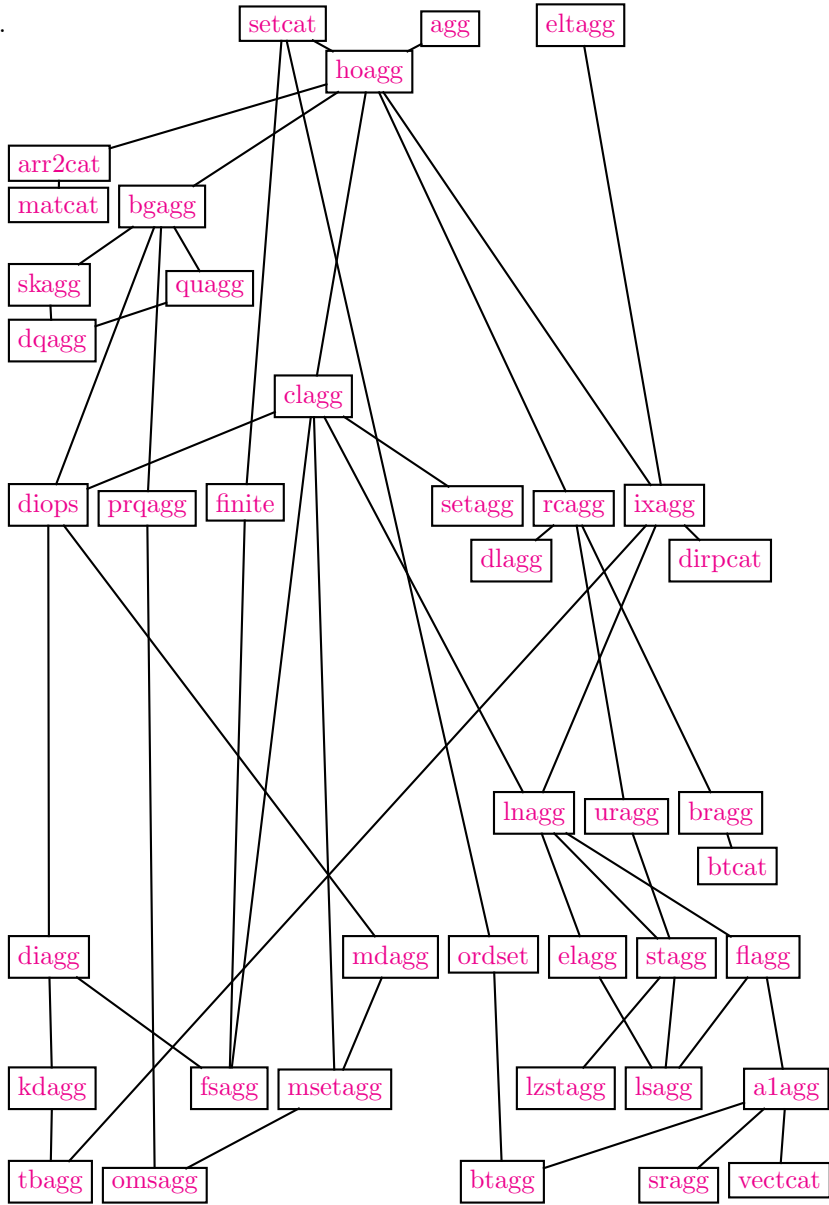 .
setcat
agg
eltagg
hoagg
arr2cat
matcat
bgagg
skagg
quagg
dqagg
clagg
diops
prqagg
finite
setagg
rcagg
ixagg
dlagg
dirpcat
lnagg
uragg
bragg
btcat
diagg
mdagg
ordset
elagg
stagg
flagg
kdagg
fsagg
msetagg
lzstagg
lsagg
a1agg
tbagg
omsagg
btagg
sragg
vectcat